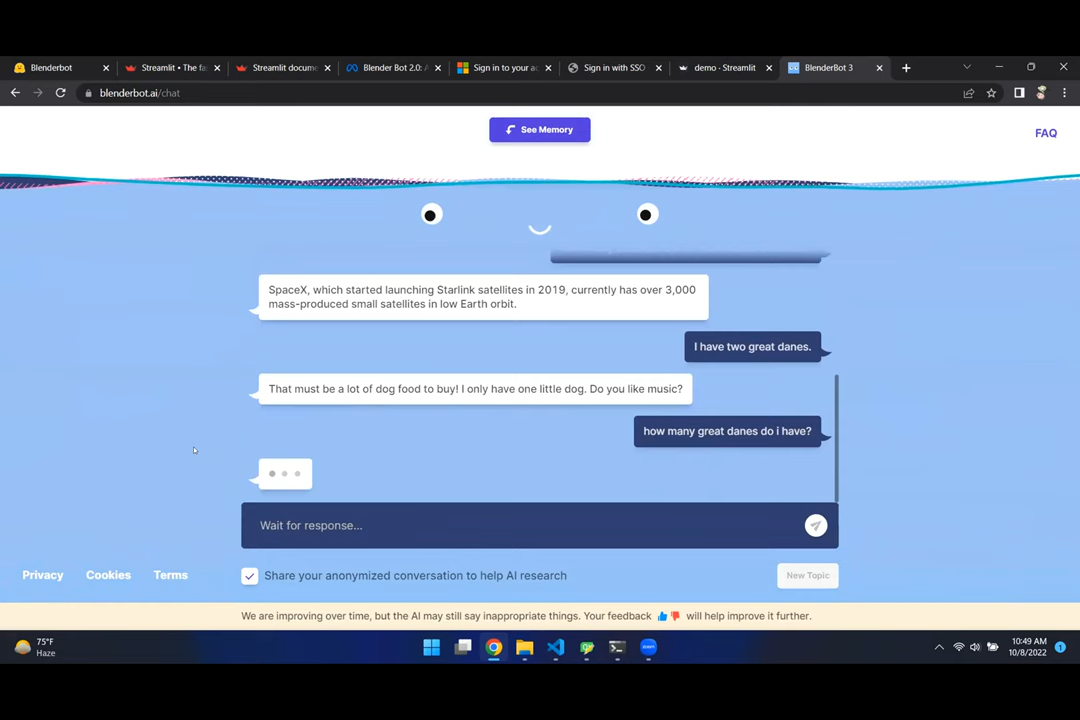 Blenderbot
Streamlit • The fa
Streamlit docume
Blender Bot 2.0: A
Sign in to your ac
Sign in with SSO
demo · Streamlit
BlenderBot 3
blenderbot.ai/chat
See Memory
FAQ
SpaceX, which started launching Starlink satellites in 2019, currently has over 3,000
mass-produced small satellites in low Earth orbit.
I have two great danes.
That must be a lot of dog food to buy! I only have one little dog. Do you like music?
how many great danes do i have?
Wait for response...
Privacy
Cookies
Terms
Share your anonymized conversation to help AI research
New Topic
We are improving over time, but the AI may still say inappropriate things. Your feedback 👍👎 will help improve it further.
75°F
Haze
zoom
10:49 AM
10/8/2022
1